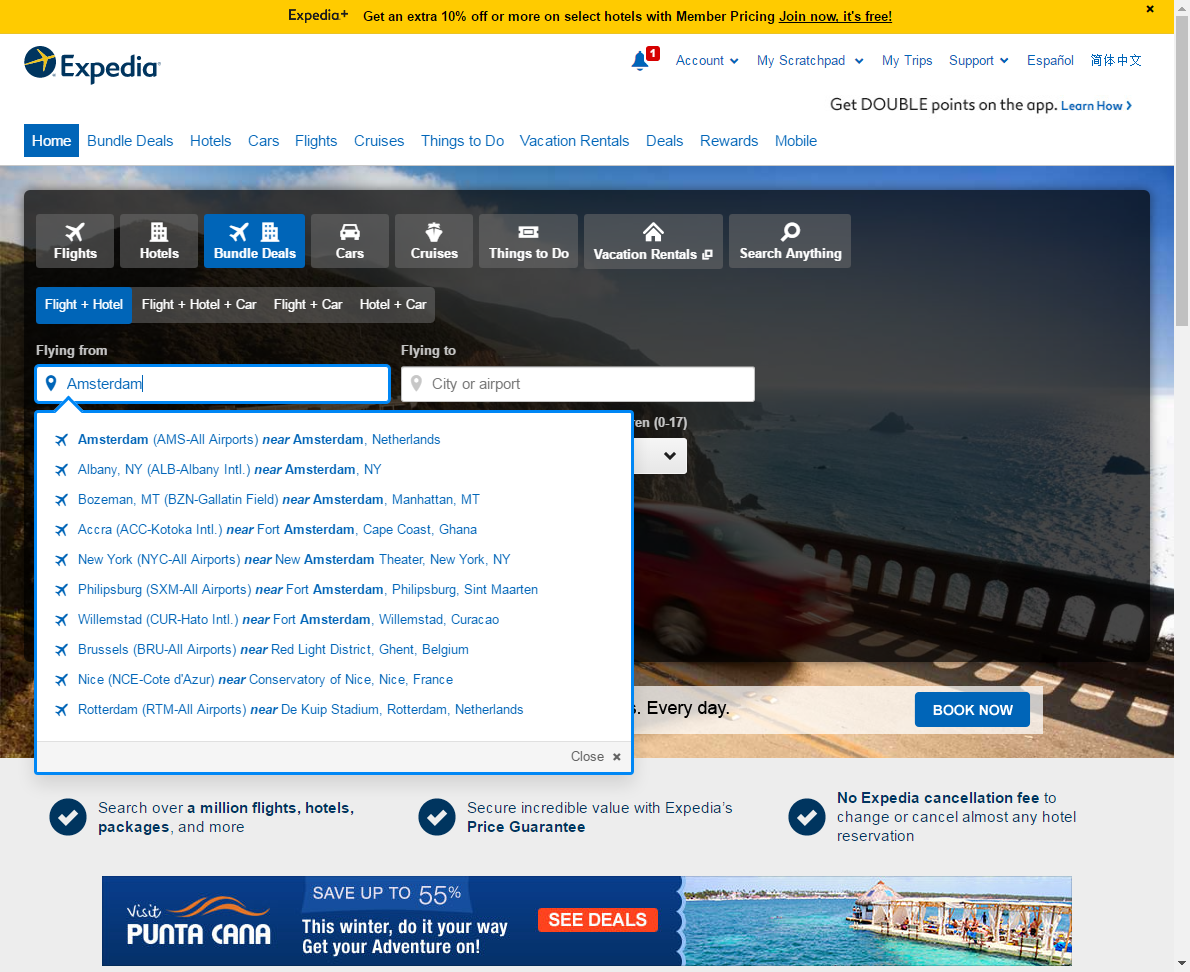 Expedia+ Get an extra 10% off or more on select hotels with Member Pricing Join now, it's free!
Expedia
1
Account My Scratchpad My Trips Support Español 简体中文
Get DOUBLE points on the app. Learn How
Home Bundle Deals Hotels Cars Flights Cruises Things to Do Vacation Rentals Deals Rewards Mobile
Flights Hotels Bundle Deals Cars Cruises Things to Do Vacation Rentals Search Anything
Flight + Hotel Flight + Hotel + Car Flight + Car Hotel + Car
Flying from Flying to
Amsterdam City or airport
ren (0-17)
Amsterdam (AMS-All Airports) near Amsterdam, Netherlands
Albany, NY (ALB-Albany Intl.) near Amsterdam, NY
Bozeman, MT (BZN-Gallatin Field) near Amsterdam, Manhattan, MT
Accra (ACC-Kotoka Intl.) near Fort Amsterdam, Cape Coast, Ghana
New York (NYC-All Airports) near New Amsterdam Theater, New York, NY
Philipsburg (SXM-All Airports) near Fort Amsterdam, Philipsburg, Sint Maarten
Willemstad (CUR-Hato Intl.) near Fort Amsterdam, Willemstad, Curacao
Brussels (BRU-All Airports) near Red Light District, Ghent, Belgium
Nice (NCE-Cote d'Azur) near Conservatory of Nice, Nice, France
Rotterdam (RTM-All Airports) near De Kuip Stadium, Rotterdam, Netherlands
s. Every day. BOOK NOW
Close
Search over a million flights, hotels,
packages, and more
Secure incredible value with Expedia’s
Price Guarantee
No Expedia cancellation fee to
change or cancel almost any hotel
reservation
Visit
PUNTA CANA
SAVE UP TO 55%
This winter, do it your way
Get your Adventure on!
SEE DEALS